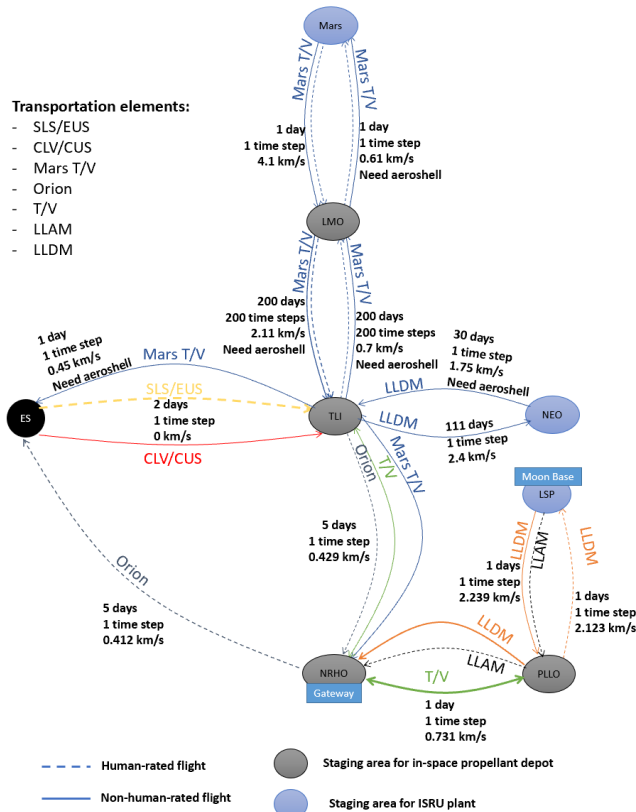 Mars
Mars T/V
Mars T/V
Transportation elements:
- SLS/EUS
- CLV/CUS
- Mars T/V
- Orion
- T/V
- LLAM
- LLDM
1 day
1 time step
4.1 km/s
1 day
1 time step
0.61 km/s
Need aeroshell
LMO
Mars T/V
Mars T/V
200 days
200 time steps
2.11 km/s
Need aeroshell
200 days
200 time steps
0.7 km/s
Need aeroshell
30 days
1 time step
1.75 km/s
Need aeroshell
1 day
1 time step
0.45 km/s
Need aeroshell
Mars T/V
SLS/EUS
2 days
1 time step
0 km/s
CLV/CUS
ES
TLI
LLDM
LLDM
NEO
111 days
1 time step
2.4 km/s
Orion
T/V
Mars T/V
5 days
1 time step
0.429 km/s
Moon Base
LSP
LLDM
LLAM
LLDM
1 days
1 time step
2.239 km/s
1 days
1 time step
2.123 km/s
Orion
5 days
1 time step
0.412 km/s
LLDM
LLAM
NRHO
Gateway
T/V
PLLO
1 day
1 time step
0.731 km/s
Human-rated flight
Staging area for in-space propellant depot
Non-human-rated flight
Staging area for ISRU plant